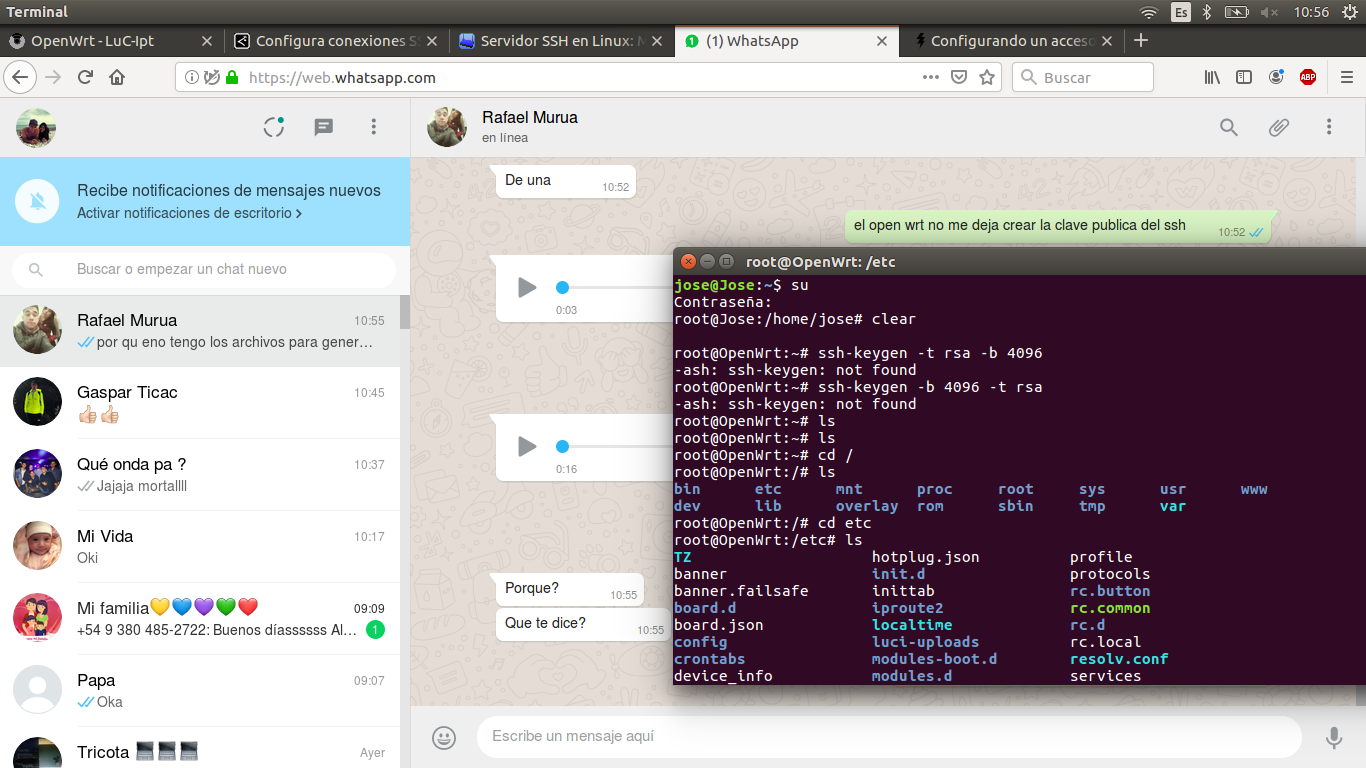 Terminal
Es
10:56
OpenWrt - LuC-Ipt
Configura conexiones S
Servidor SSH en Linux:
(1) WhatsApp
Configurando un acceso
https://web.whatsapp.com
Buscar
ABP
Recibe notificaciones de mensajes nuevos
Activar notificaciones de escritorio
Buscar o empezar un chat nuevo
Rafael Murua
10:55
por qu eno tengo los archivos para gener…
Gaspar Ticac
10:45
Qué onda pa ?
10:37
Jajaja mortallll
Mi Vida
10:17
Oki
Mi familia
09:09
+54 9 380 485-2722: Buenos díassssss Al…
1
Papa
09:07
Oka
Tricota
Ayer
Rafael Murua
en línea
De una
10:52
el open wrt no me deja crear la clave publica del ssh
10:52
0:03
0:16
Porque?
10:55
Que te dice?
10:55
Escribe un mensaje aquí
root@OpenWrt: /etc
jose@Jose:~$ su
Contraseña:
root@Jose:/home/jose# clear
root@OpenWrt:~# ssh-keygen -t rsa -b 4096
-ash: ssh-keygen: not found
root@OpenWrt:~# ssh-keygen -b 4096 -t rsa
-ash: ssh-keygen: not found
root@OpenWrt:~# ls
root@OpenWrt:~# ls
root@OpenWrt:~# cd /
root@OpenWrt:/# ls
bin etc mnt proc root sys usr www
dev lib overlay rom sbin tmp var
root@OpenWrt:/# cd etc
root@OpenWrt:/etc# ls
TZ hotplug.json profile
banner init.d protocols
banner.failsafe inittab rc.button
board.d iproute2 rc.common
board.json localtime rc.d
config luci-uploads rc.local
crontabs modules-boot.d resolv.conf
device_info modules.d services